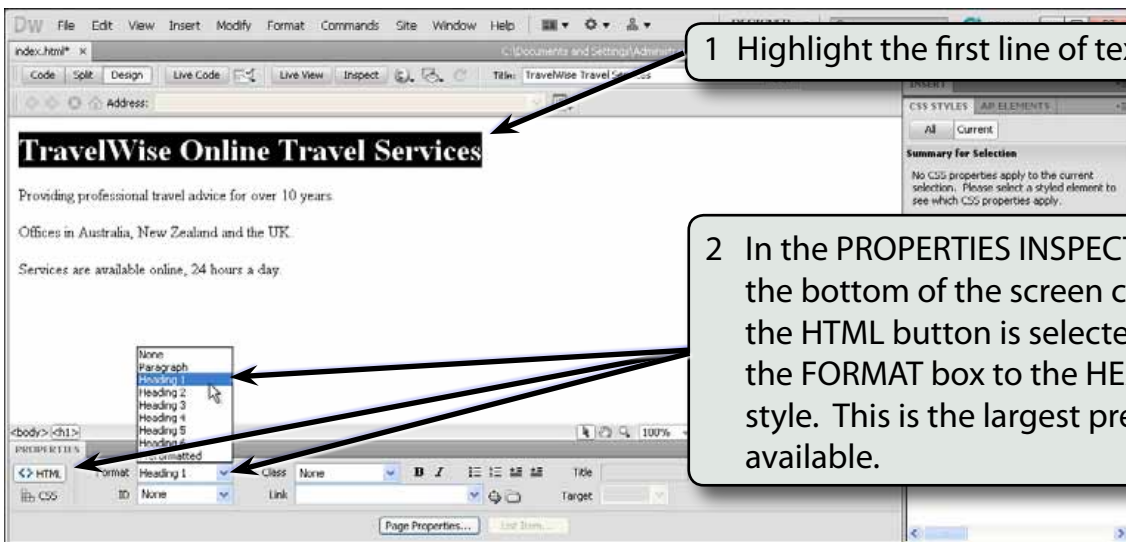 DW File Edit View Insert Modify Format Commands Site Window Help
index.html* ×
Code Split Design Live Code Live View Inspect Title: TravelWise Travel Services
Address:
1 Highlight the first line of
TravelWise Online Travel Services
Providing professional travel advice for over 10 years.
Offices in Australia, New Zealand and the UK.
Services are available online, 24 hours a day.
INSERT
CSS STYLES AP ELEMENTS
All Current
Summary for Selection
No CSS properties apply to the current
selection. Please select a styled element to
see which CSS properties apply.
2 In the PROPERTIES INSPECT
the bottom of the screen c
the HTML button is selecte
the FORMAT box to the HE
style. This is the largest pre
available.
None
Paragraph
Heading 1
Heading 2
Heading 3
Heading 4
Heading 5
Heading 6
<body> <h1> 100%
PROPERTIES
<> HTML Format Heading 1 Class None B I Title
CSS ID None Link Target
Page Properties... List Item...